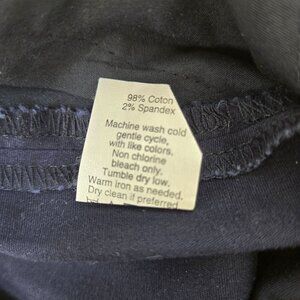 98% Coton
2% Spandex
Machine wash cold
gentle cycle,
with like colors,
Non chlorine
bleach only.
Tumble dry low.
Warm iron as needed.
Dry clean if preferred